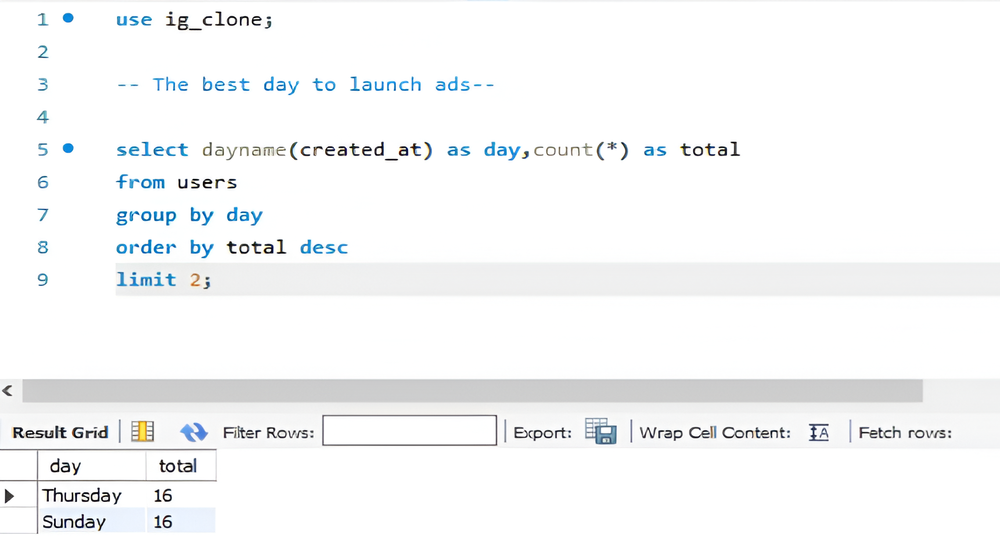 1 use ig_clone;
2
3 -- The best day to launch ads--
4
5 select dayname(created_at) as day,count(*) as total
6 from users
7 group by day
8 order by total desc
9 limit 2;
Result Grid Filter Rows: Export: Wrap Cell Content: IA Fetch rows:
day total
Thursday 16
Sunday 16